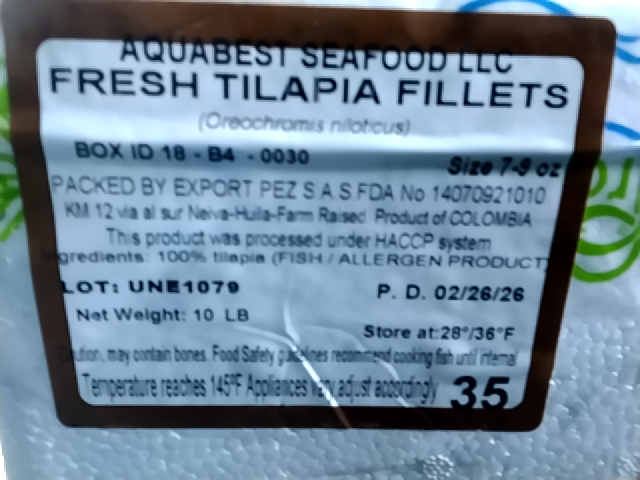 AQUABEST SEAFOOD LLC
FRESH TILAPIA FILLETS
(Oreochromis niloticus)
BOX ID 18 - B4 - 0030
Size 7-9 oz
PACKED BY EXPORT PEZ S.A.S.FDA No 14070921010
KM 12 via al sur Neiva-Huila-Farm Raised. Product of COLOMBIA
This product was processed under HACCP system
Ingredients: 100% tilapia (FISH / ALLERGEN PRODUCT)
LOT: UNE1079
P. D. 02/26/26
Net Weight: 10 LB
Store at:28°/36°F
Caution, may contain bones. Food Safety guidelines recommend cooking fish until internal
Temperature reaches 145ºF Appliances vary adjust accordingly
35